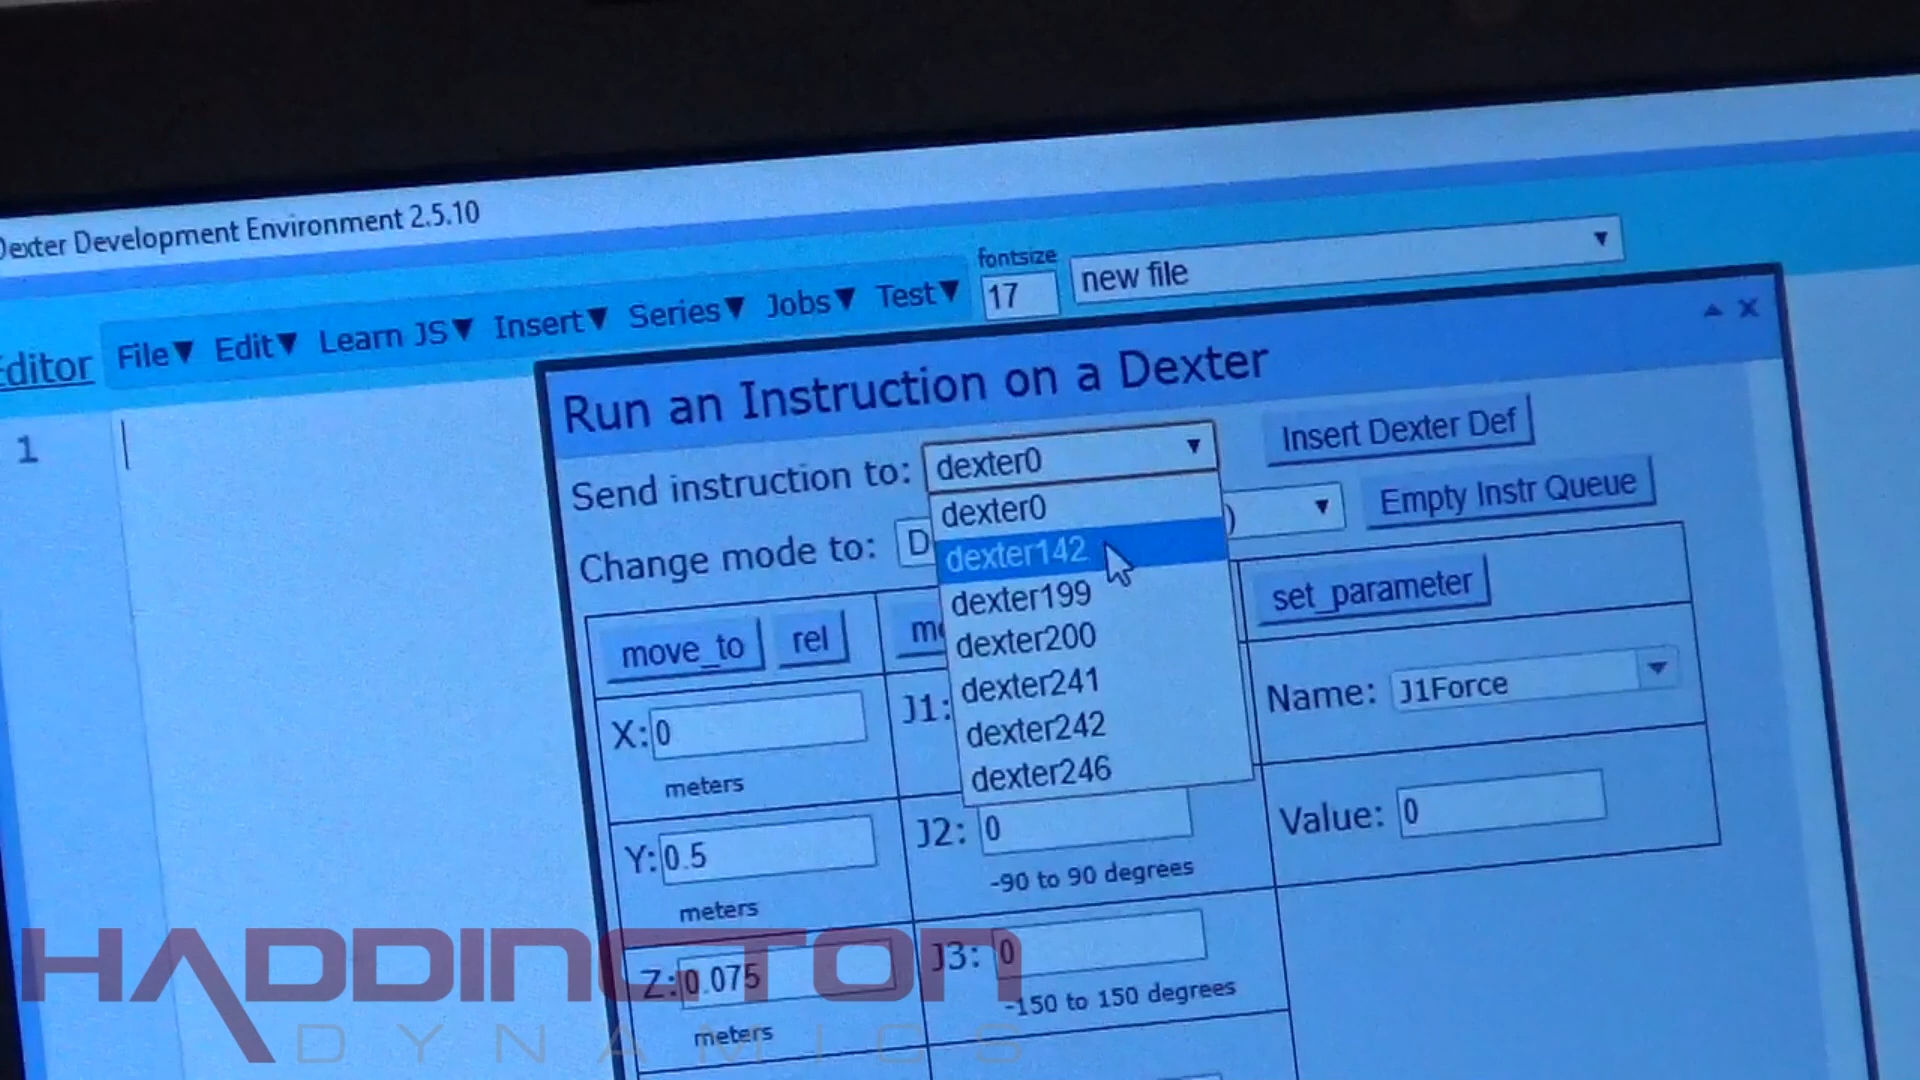 Dexter Development Environment 2.5.10
Editor File▼ Edit▼ Learn JS▼ Insert▼ Series▼ Jobs▼ Test▼ fontsize 17 new file ▼
1
Run an Instruction on a Dexter
Send instruction to: dexter0 ▼ Insert Dexter Def
Change mode to: D ) ▼ Empty Instr Queue
dexter0
dexter142
dexter199
dexter200
dexter241
dexter242
dexter246
move_to rel set_parameter
X: 0
meters
J1:
Name: J1Force
Y: 0.5
meters
J2: 0
-90 to 90 degrees
Value: 0
Z: 0.075
meters
J3: 0
-150 to 150 degrees
HADDINGTON
DYNAMICS